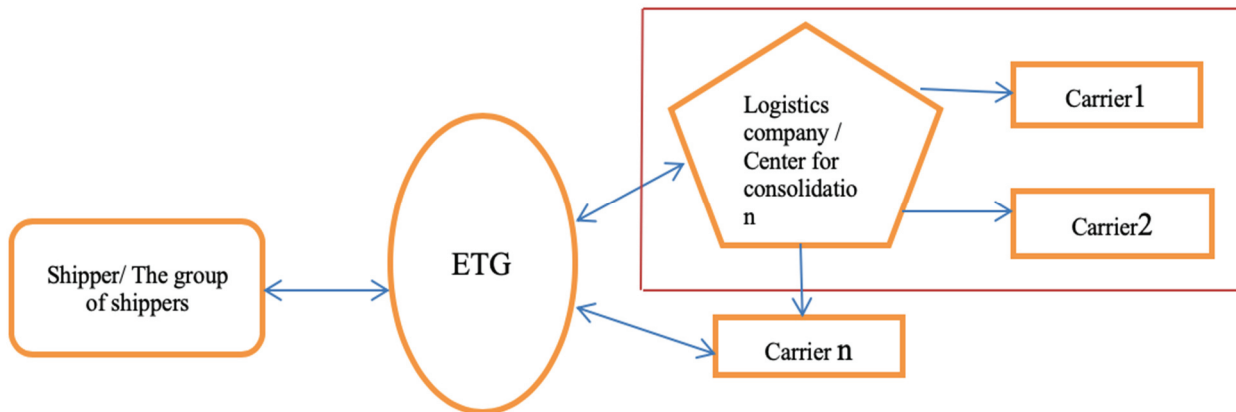 Shipper/ The group
of shippers
ETG
Logistics
company /
Center for
consolidatio
n
Carrier1
Carrier2
Carrier n